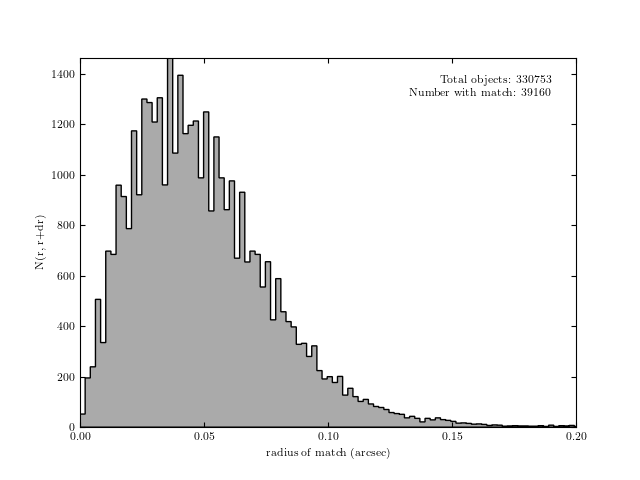 Total objects: 330753
Number with match: 39160
1400
1200
1000
800
600
400
200
0
N(r, r+dr)
0.00 0.05 0.10 0.15 0.20
radius of match (arcsec)